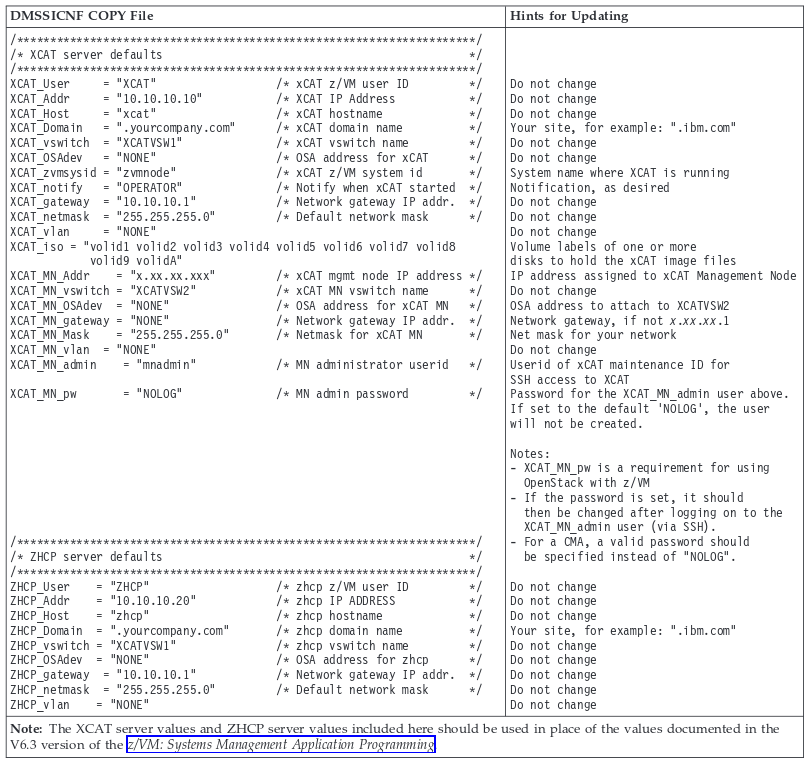 DMSSICNF COPY File Hints for Updating
/***********************************************************************/
/* XCAT server defaults */
/***********************************************************************/
XCAT_User = "XCAT" /* xCAT z/VM user ID */ Do not change
XCAT_Addr = "10.10.10.10" /* XCAT IP Address */ Do not change
XCAT_Host = "xcat" /* xCAT hostname */ Do not change
XCAT_Domain = ".yourcompany.com" /* xCAT domain name */ Your site, for example: ".ibm.com"
XCAT_vswitch = "XCATVSW1" /* xCAT vswitch name */ Do not change
XCAT_OSAdev = "NONE" /* OSA address for xCAT */ Do not change
XCAT_zvmsysid = "zvmnode" /* xCAT z/VM system id */ System name where XCAT is running
XCAT_notify = "OPERATOR" /* Notify when xCAT started */ Notification, as desired
XCAT_gateway = "10.10.10.1" /* Network gateway IP addr. */ Do not change
XCAT_netmask = "255.255.255.0" /* Default network mask */ Do not change
XCAT_vlan = "NONE" Do not change
XCAT_iso = "volid1 volid2 volid3 volid4 volid5 volid6 volid7 volid8 Volume labels of one or more
volid9 volidA" disks to hold the xCAT image files
XCAT_MN_Addr = "x.xx.xx.xxx" /* xCAT mgmt node IP address */ IP address assigned to xCAT Management Node
XCAT_MN_vswitch = "XCATVSW2" /* xCAT MN vswitch name */ Do not change
XCAT_MN_OSAdev = "NONE" /* OSA address for xCAT MN */ OSA address to attach to XCATVSW2
XCAT_MN_gateway = "NONE" /* Network gateway IP addr. */ Network gateway, if not x.xx.xx.1
XCAT_MN_Mask = "255.255.255.0" /* Netmask for xCAT MN */ Net mask for your network
XCAT_MN_vlan = "NONE" Do not change
XCAT_MN_admin = "mnadmin" /* MN administrator userid */ Userid of xCAT maintenance ID for
SSH access to XCAT
XCAT_MN_pw = "NOLOG" /* MN admin password */ Password for the XCAT_MN_admin user above.
If set to the default 'NOLOG', the user
will not be created.
Notes:
- XCAT_MN_pw is a requirement for using
OpenStack with z/VM
- If the password is set, it should
then be changed after logging on to the
XCAT_MN_admin user (via SSH).
/***********************************************************************/ - For a CMA, a valid password should
/* ZHCP server defaults */ be specified instead of "NOLOG".
/***********************************************************************/
ZHCP_User = "ZHCP" /* zhcp z/VM user ID */ Do not change
ZHCP_Addr = "10.10.10.20" /* zhcp IP ADDRESS */ Do not change
ZHCP_Host = "zhcp" /* zhcp hostname */ Do not change
ZHCP_Domain = ".yourcompany.com" /* zhcp domain name */ Your site, for example: ".ibm.com"
ZHCP_vswitch = "XCATVSW1" /* zhcp vswitch name */ Do not change
ZHCP_OSAdev = "NONE" /* OSA address for zhcp */ Do not change
ZHCP_gateway = "10.10.10.1" /* Network gateway IP addr. */ Do not change
ZHCP_netmask = "255.255.255.0" /* Default network mask */ Do not change
ZHCP_vlan = "NONE" Do not change
Note: The XCAT server values and ZHCP server values included here should be used in place of the values documented in the
V6.3 version of the z/VM: Systems Management Application Programming